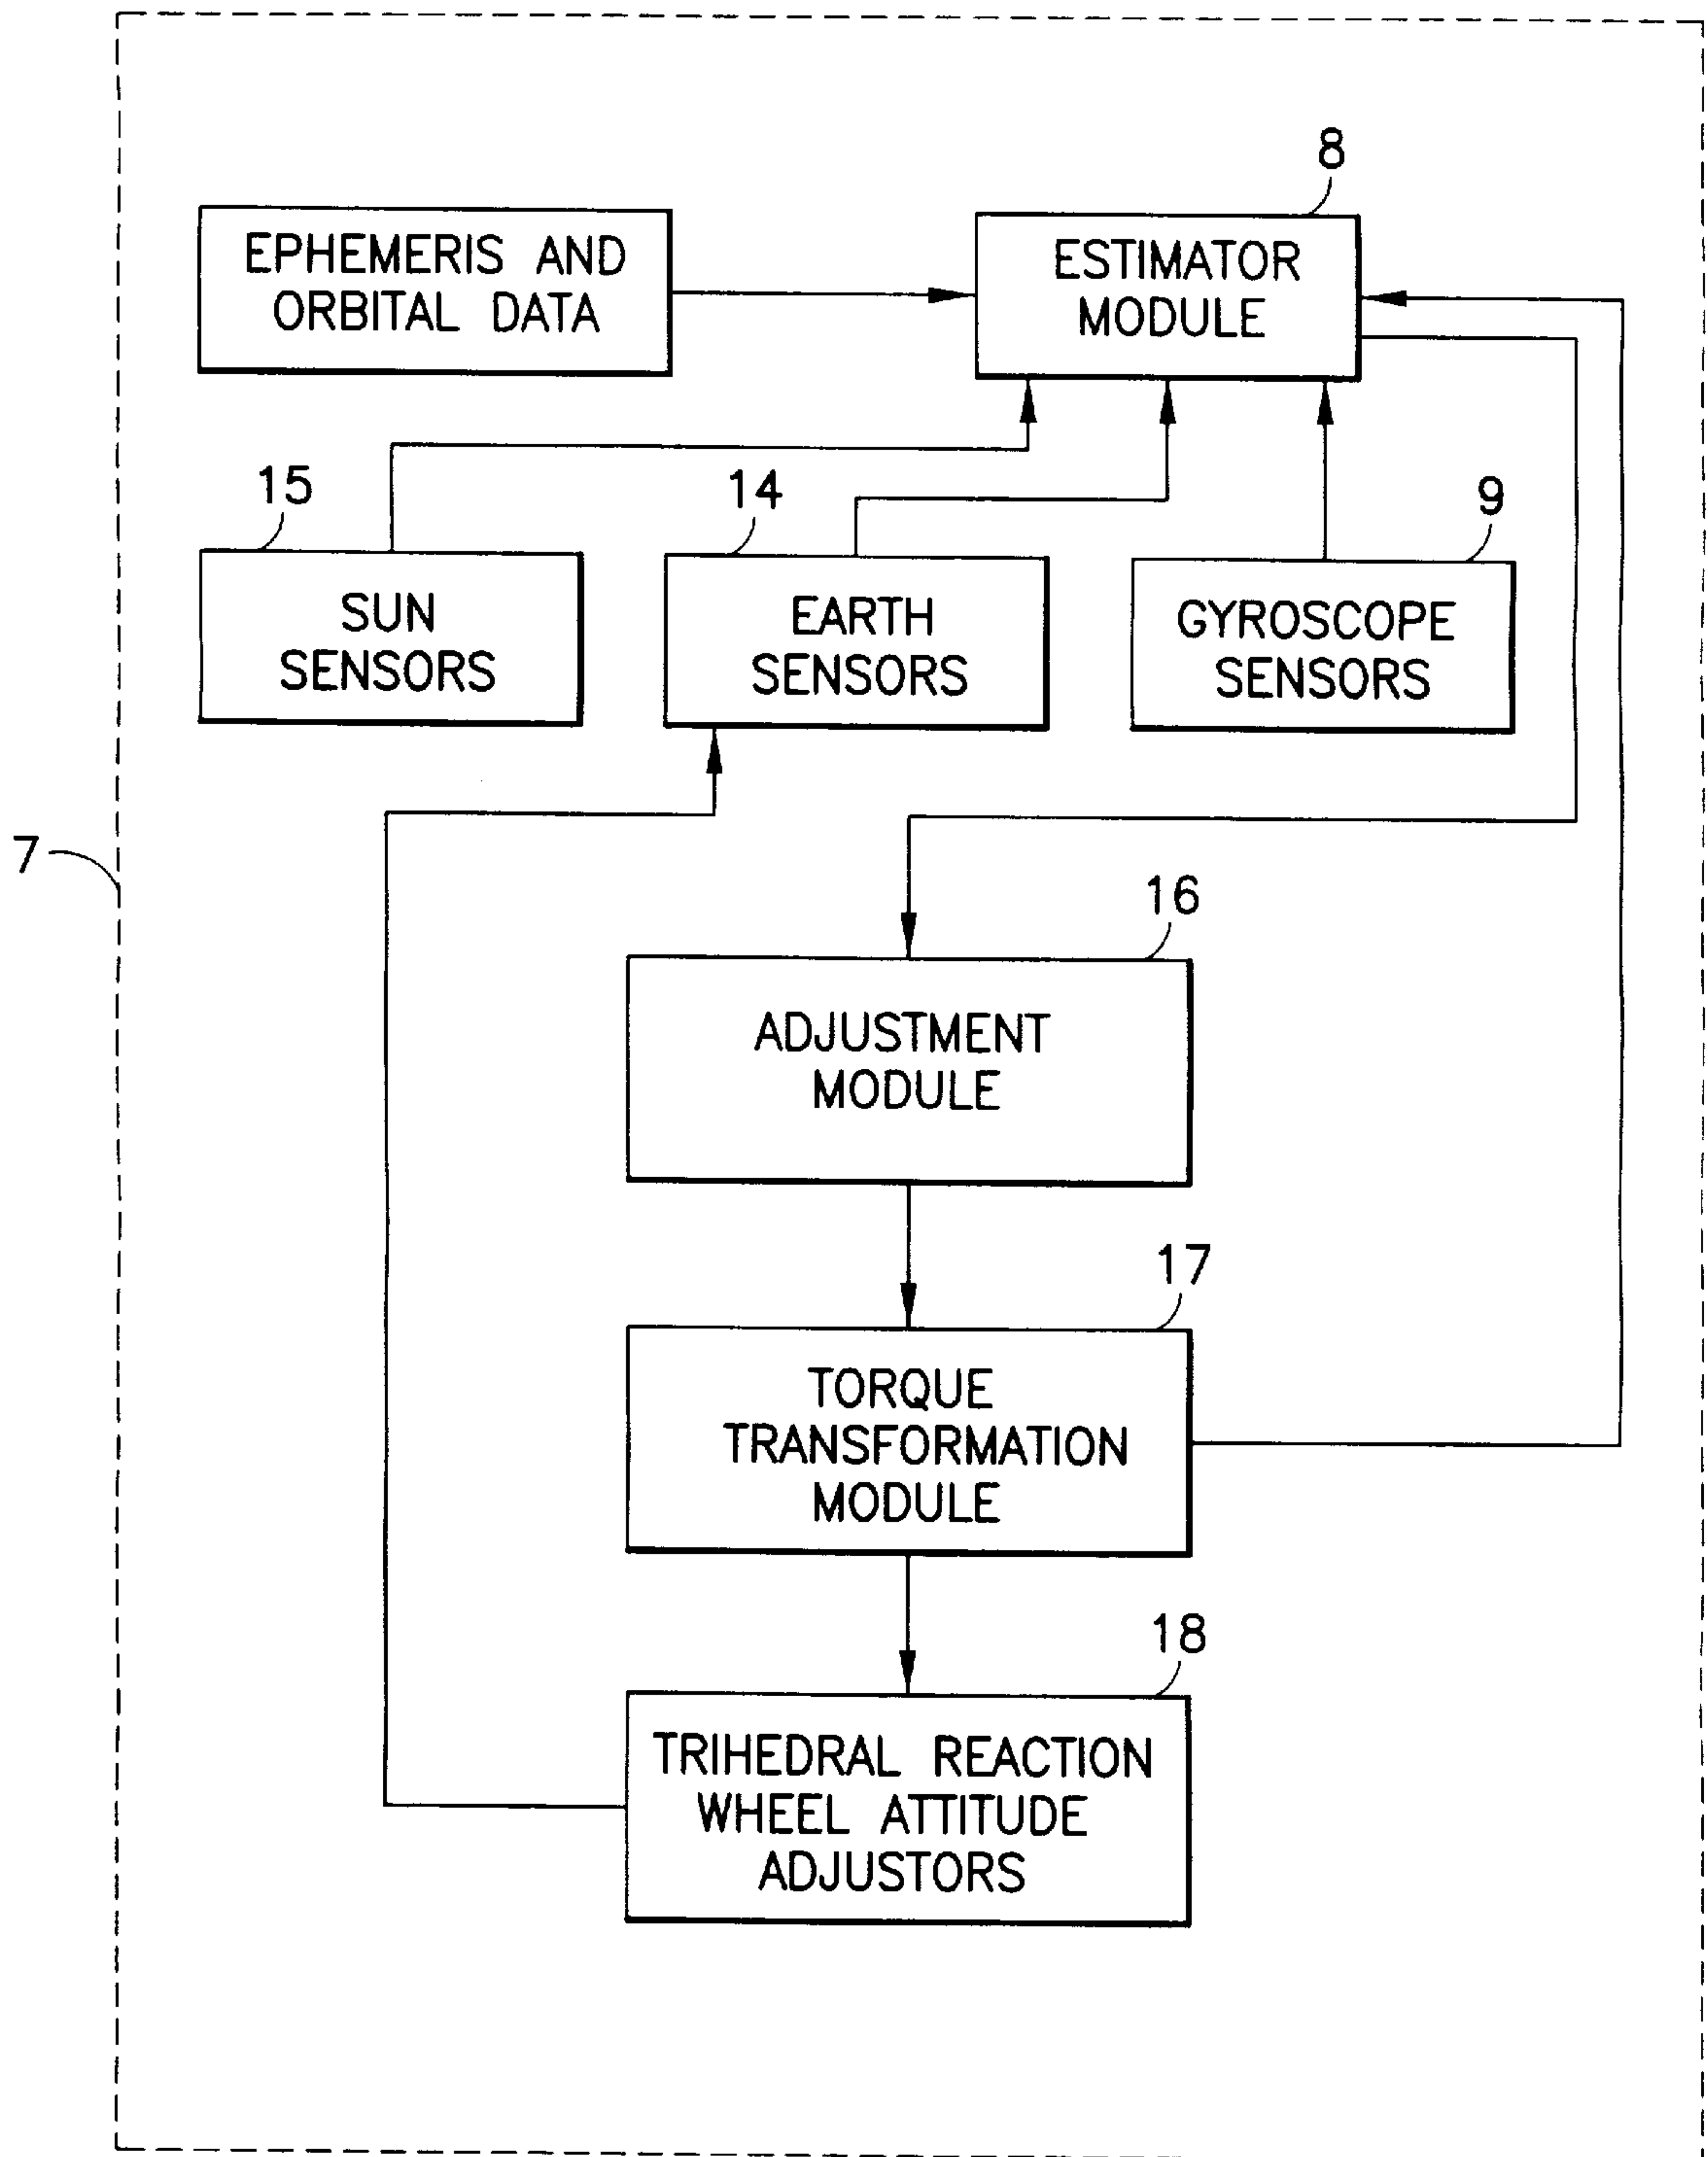 8
EPHEMERIS AND
ORBITAL DATA
ESTIMATOR
MODULE
15
14
9
SUN
SENSORS
EARTH
SENSORS
GYROSCOPE
SENSORS
7
16
ADJUSTMENT
MODULE
17
TORQUE
TRANSFORMATION
MODULE
18
TRIHEDRAL REACTION
WHEEL ATTITUDE
ADJUSTORS